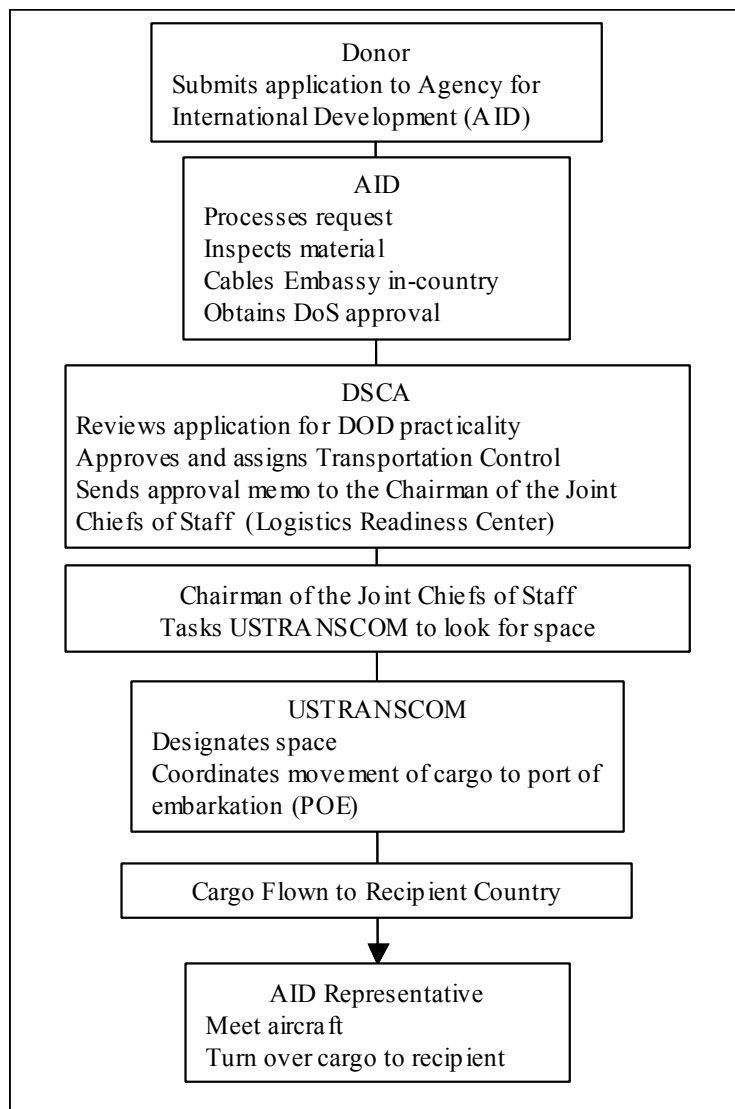 Donor
Submits application to Agency for
International Development (AID)
AID
Processes request
Inspects material
Cables Embassy in-country
Obtains DoS approval
DSCA
Reviews application for DOD practicality
Approves and assigns Transportation Control
Sends approval memo to the Chairman of the Joint
Chiefs of Staff (Logistics Readiness Center)
Chairman of the Joint Chiefs of Staff
Tasks USTRANSCOM to look for space
USTRANSCOM
Designates space
Coordinates movement of cargo to port of
embarkation (POE)
Cargo Flown to Recipient Country
AID Representative
Meet aircraft
Turn over cargo to recipient